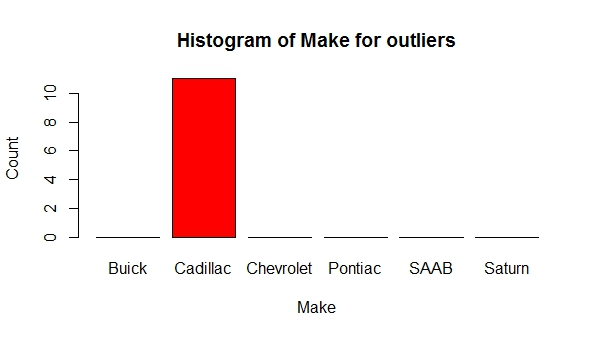 Histogram of Make for outliers
Count
10
8
6
4
2
0
Buick Cadillac Chevrolet Pontiac SAAB Saturn
Make